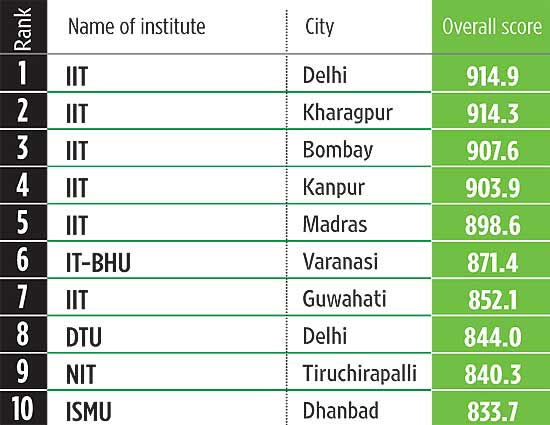 Rank Name of institute City Overall score
1 IIT Delhi 914.9
2 IIT Kharagpur 914.3
3 IIT Bombay 907.6
4 IIT Kanpur 903.9
5 IIT Madras 898.6
6 IT-BHU Varanasi 871.4
7 IIT Guwahati 852.1
8 DTU Delhi 844.0
9 NIT Tiruchirapalli 840.3
10 ISMU Dhanbad 833.7